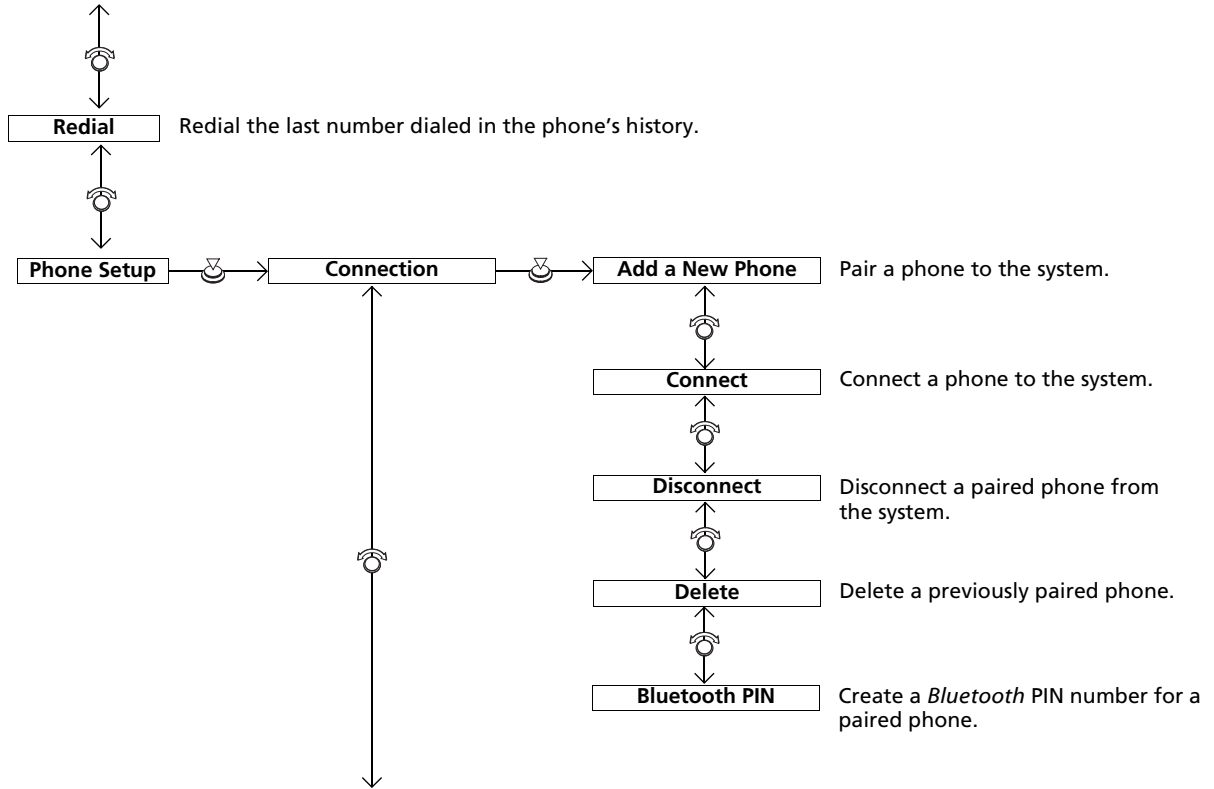 Redial
Redial the last number dialed in the phone’s history.
Phone Setup
Connection
Add a New Phone
Pair a phone to the system.
Connect
Connect a phone to the system.
Disconnect
Disconnect a paired phone from
the system.
Delete
Delete a previously paired phone.
Bluetooth PIN
Create a Bluetooth PIN number for a
paired phone.